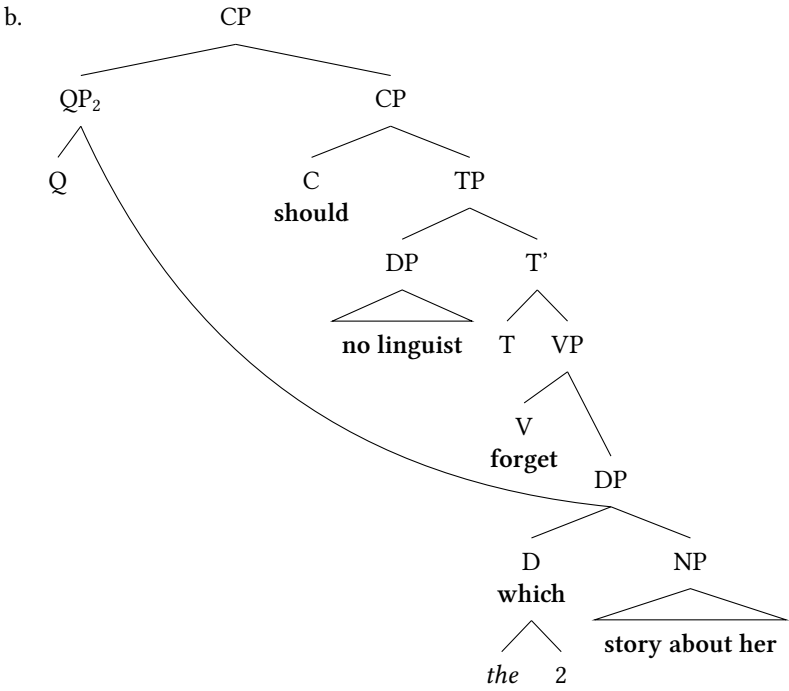 b. CP
QP₂ CP
Q C TP
should
DP T’
no linguist T VP
V
forget
DP
D NP
which
story about her
the 2